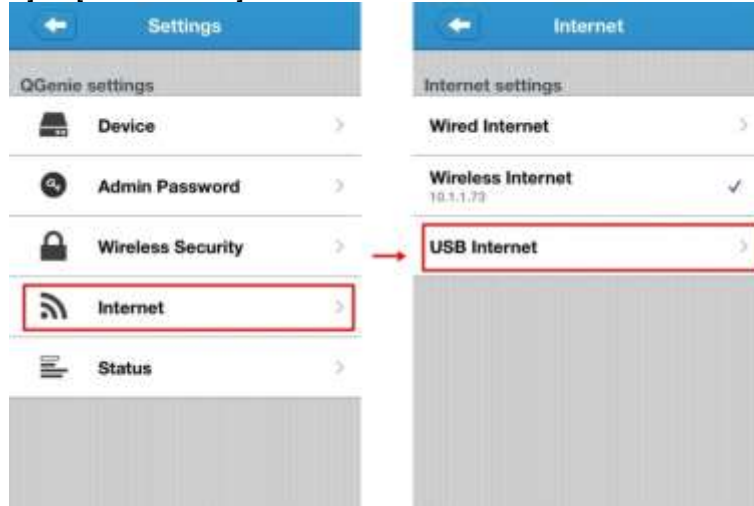 Settings
QGenie settings
Device
Admin Password
Wireless Security
Internet
Status
Internet
Internet settings
Wired Internet
Wireless Internet
10.1.1.73
USB Internet